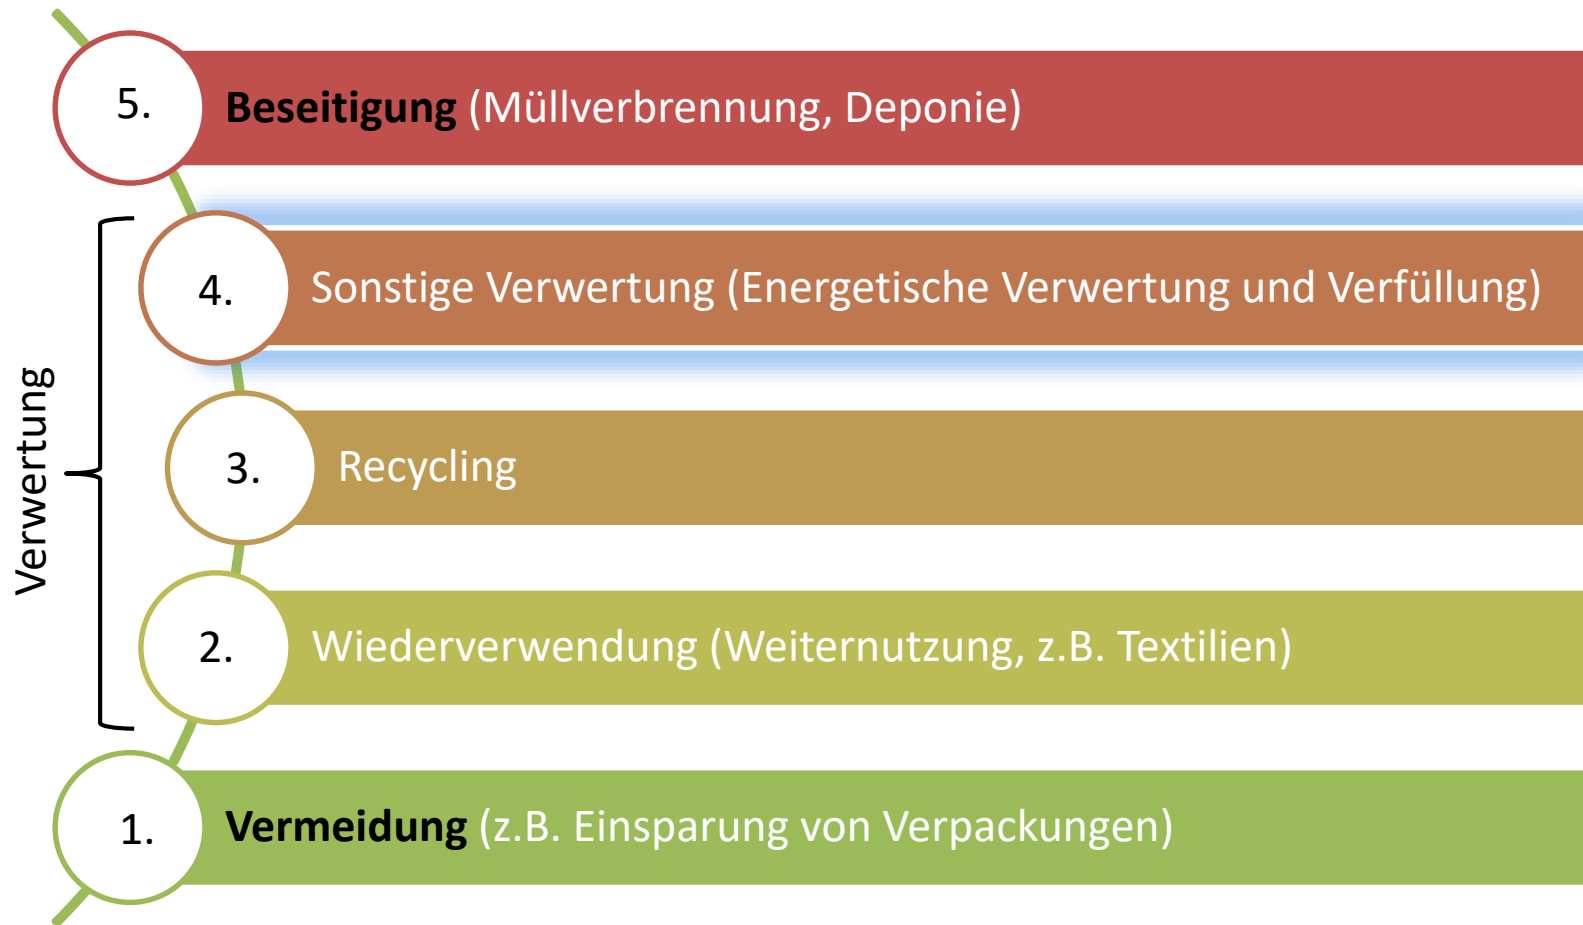 5. Beseitigung (Müllverbrennung, Deponie)
4. Sonstige Verwertung (Energetische Verwertung und Verfüllung)
Verwertung
3. Recycling
2. Wiederverwendung (Weiternutzung, z.B. Textilien)
1. Vermeidung (z.B. Einsparung von Verpackungen)